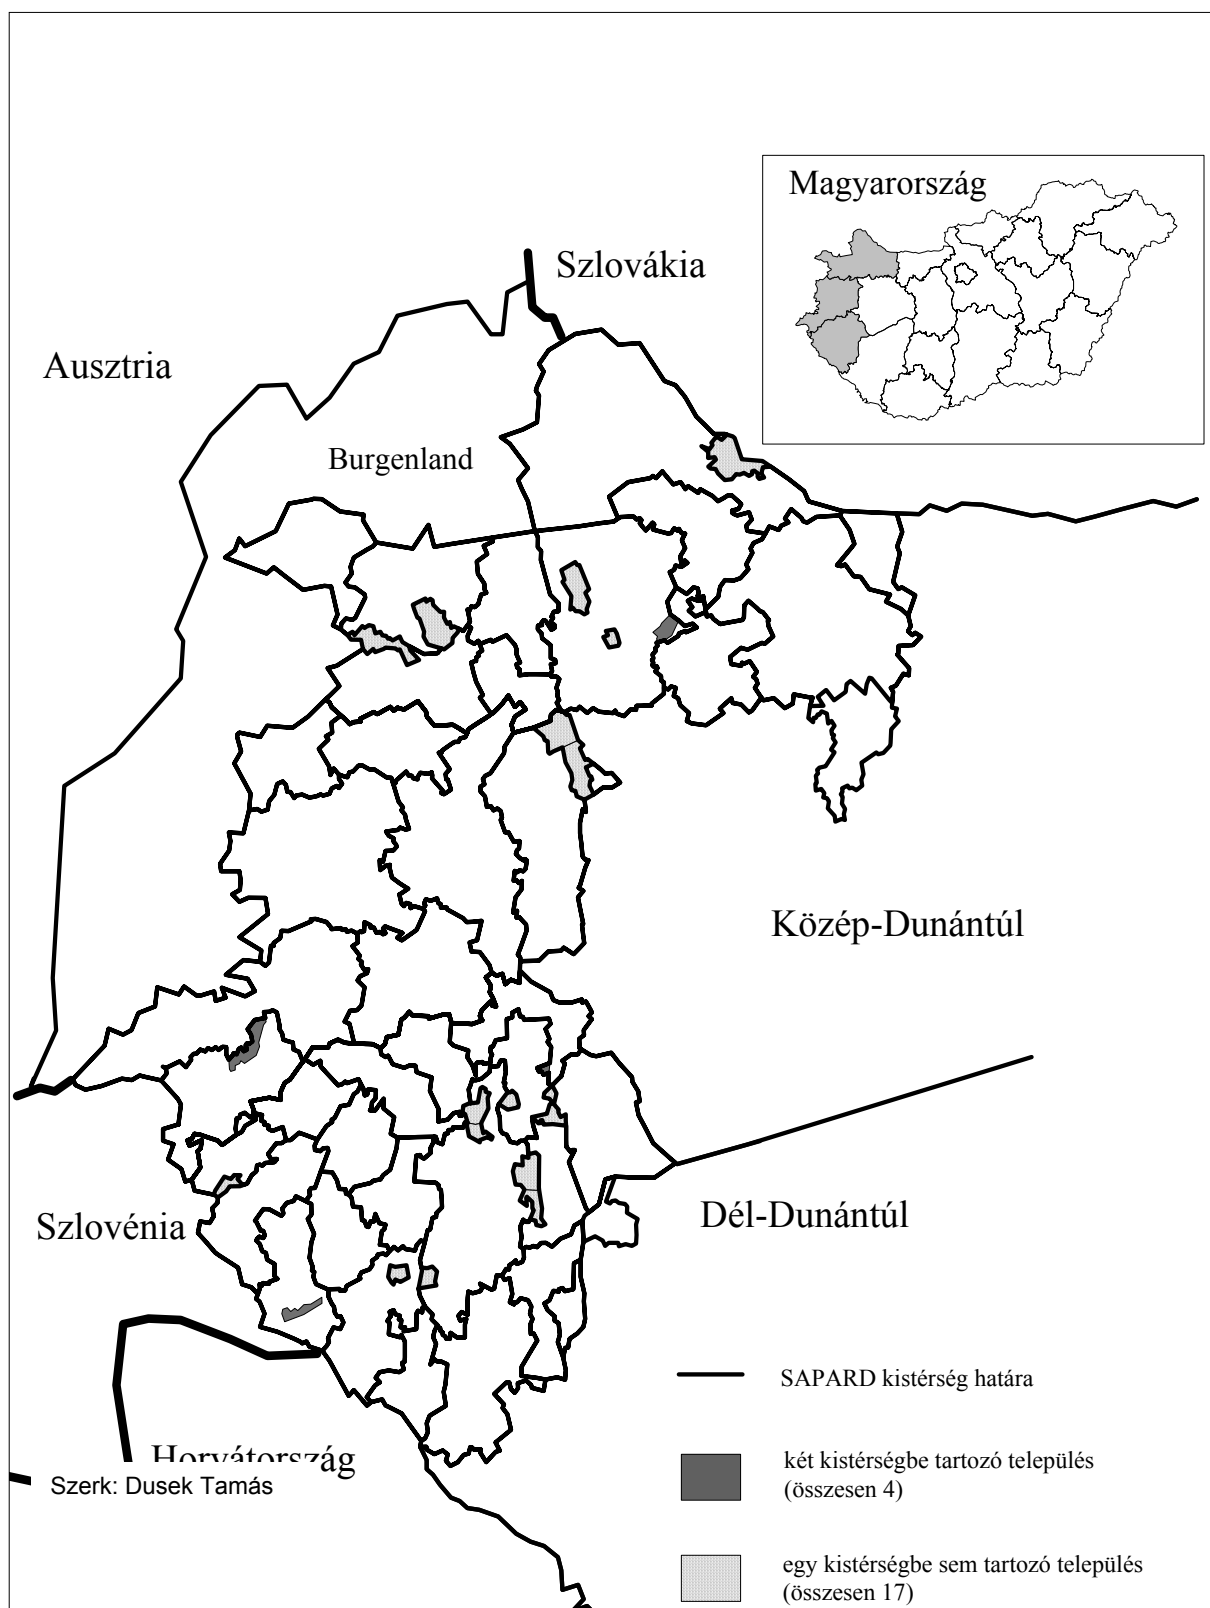 Magyarország
Szlovákia
Ausztria
Burgenland
Közép-Dunántúl
Dél-Dunántúl
Szlovénia
SAPARD kistérség határa
Horvátország
két kistérségbe tartozó település
(összesen 4)
Szerk: Dusek Tamás
egy kistérségbe sem tartozó település
(összesen 17)